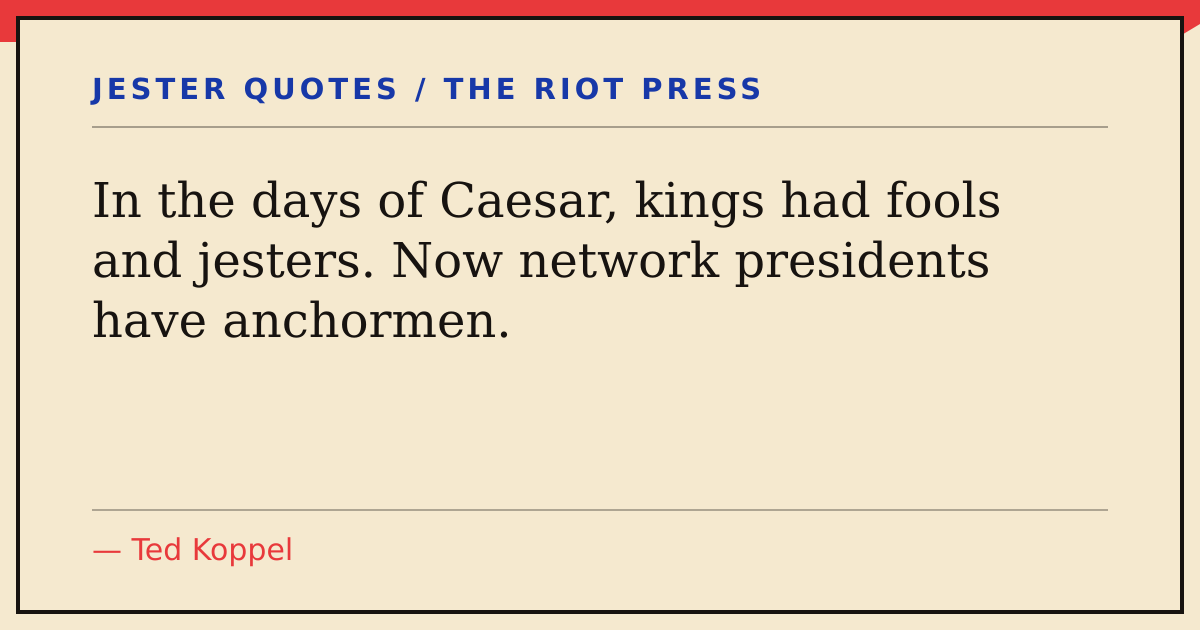 JESTER QUOTES / THE RIOT PRESS
In the days of Caesar, kings had fools
and jesters. Now network presidents
have anchormen.
— Ted Koppel